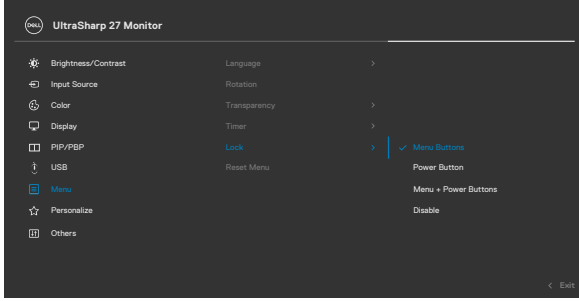 DELL UltraSharp 27 Monitor
Brightness/Contrast Language
Input Source Rotation
Color Transparency
Display Timer
PIP/PBP Lock Menu Buttons
USB Reset Menu Power Button
Menu Menu + Power Buttons
Personalize Disable
Others
Exit